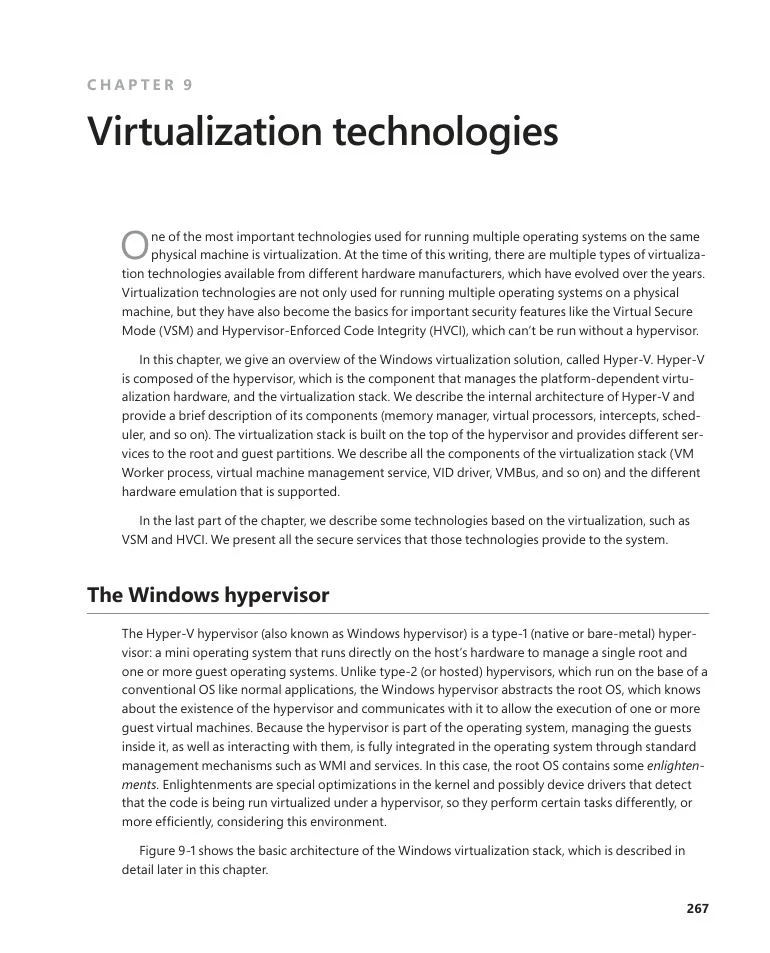 CHAPTER 9
Virtualization technologies
One of the most important technologies used for running multiple operating systems on the same
physical machine is virtualization. At the time of this writing, there are multiple types of virtualiza-
tion technologies available from different hardware manufacturers, which have evolved over the years.
Virtualization technologies are not only used for running multiple operating systems on a physical
machine, but they have also become the basics for important security features like the Virtual Secure
Mode (VSM) and Hypervisor-Enforced Code Integrity (HVCI), which can’t be run without a hypervisor.
In this chapter, we give an overview of the Windows virtualization solution, called Hyper-V. Hyper-V
is composed of the hypervisor, which is the component that manages the platform-dependent virtu-
alization hardware, and the virtualization stack. We describe the internal architecture of Hyper-V and
provide a brief description of its components (memory manager, virtual processors, intercepts, sched-
uler, and so on). The virtualization stack is built on the top of the hypervisor and provides different ser-
vices to the root and guest partitions. We describe all the components of the virtualization stack (VM
Worker process, virtual machine management service, VID driver, VMBus, and so on) and the different
hardware emulation that is supported.
In the last part of the chapter, we describe some technologies based on the virtualization, such as
VSM and HVCI. We present all the secure services that those technologies provide to the system.
The Windows hypervisor
The Hyper-V hypervisor (also known as Windows hypervisor) is a type-1 (native or bare-metal) hyper-
visor: a mini operating system that runs directly on the host’s hardware to manage a single root and
one or more guest operating systems. Unlike type-2 (or hosted) hypervisors, which run on the base of a
conventional OS like normal applications, the Windows hypervisor abstracts the root OS, which knows
about the existence of the hypervisor and communicates with it to allow the execution of one or more
guest virtual machines. Because the hypervisor is part of the operating system, managing the guests
inside it, as well as interacting with them, is fully integrated in the operating system through standard
management mechanisms such as WMI and services. In this case, the root OS contains some enlighten-
ments. Enlightenments are special optimizations in the kernel and possibly device drivers that detect
that the code is being run virtualized under a hypervisor, so they perform certain tasks differently, or
more efficiently, considering this environment.
Figure 9-1 shows the basic architecture of the Windows virtualization stack, which is described in
detail later in this chapter.
267